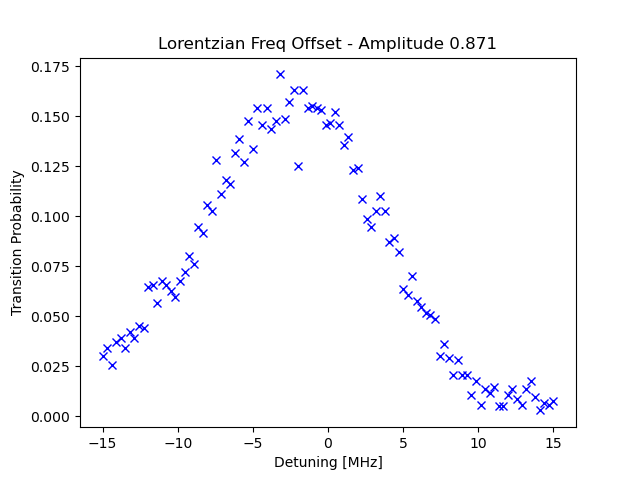 Lorentzian Freq Offset - Amplitude 0.871
Transition Probability
0.175
0.150
0.125
0.100
0.075
0.050
0.025
0.000
−15 −10 −5 0 5 10 15
Detuning [MHz]